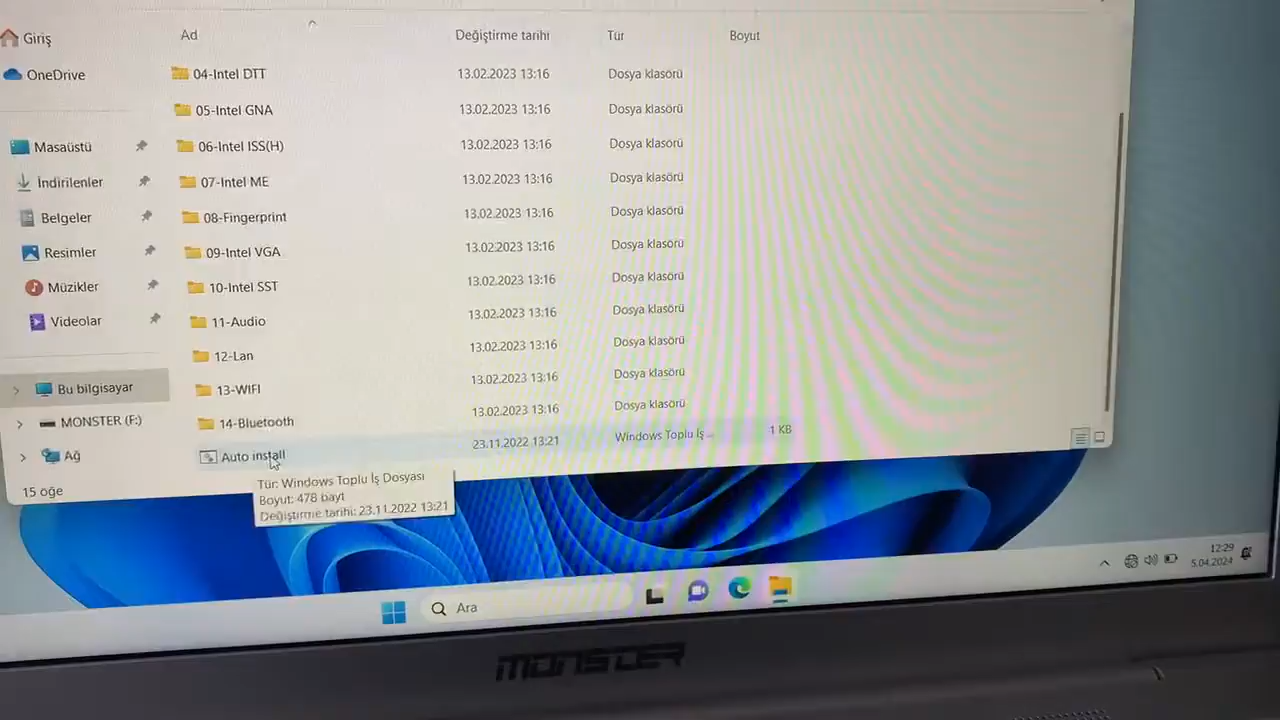 Giriş
Ad
Değiştirme tarihi
Tür
Boyut
OneDrive
04-Intel DTT
13.02.2023 13:16
Dosya klasörü
05-Intel GNA
13.02.2023 13:16
Dosya klasörü
Masaüstü
06-Intel ISS(H)
13.02.2023 13:16
Dosya klasörü
İndirilenler
07-Intel ME
13.02.2023 13:16
Dosya klasörü
Belgeler
08-Fingerprint
13.02.2023 13:16
Dosya klasörü
Resimler
09-Intel VGA
13.02.2023 13:16
Dosya klasörü
Müzikler
10-Intel SST
13.02.2023 13:16
Dosya klasörü
Videolar
11-Audio
13.02.2023 13:16
Dosya klasörü
12-Lan
13.02.2023 13:16
Dosya klasörü
Bu bilgisayar
13-WIFI
13.02.2023 13:16
Dosya klasörü
MONSTER (F:)
14-Bluetooth
13.02.2023 13:16
Dosya klasörü
Ağ
Auto install
23.11.2022 13:21
Windows Toplu İş ...
1 KB
15 öğe
Tür: Windows Toplu İş Dosyası
Boyut: 478 bayt
Değiştirme tarihi: 23.11.2022 13:21
Ara
12:29
5.04.2024
MONSTER